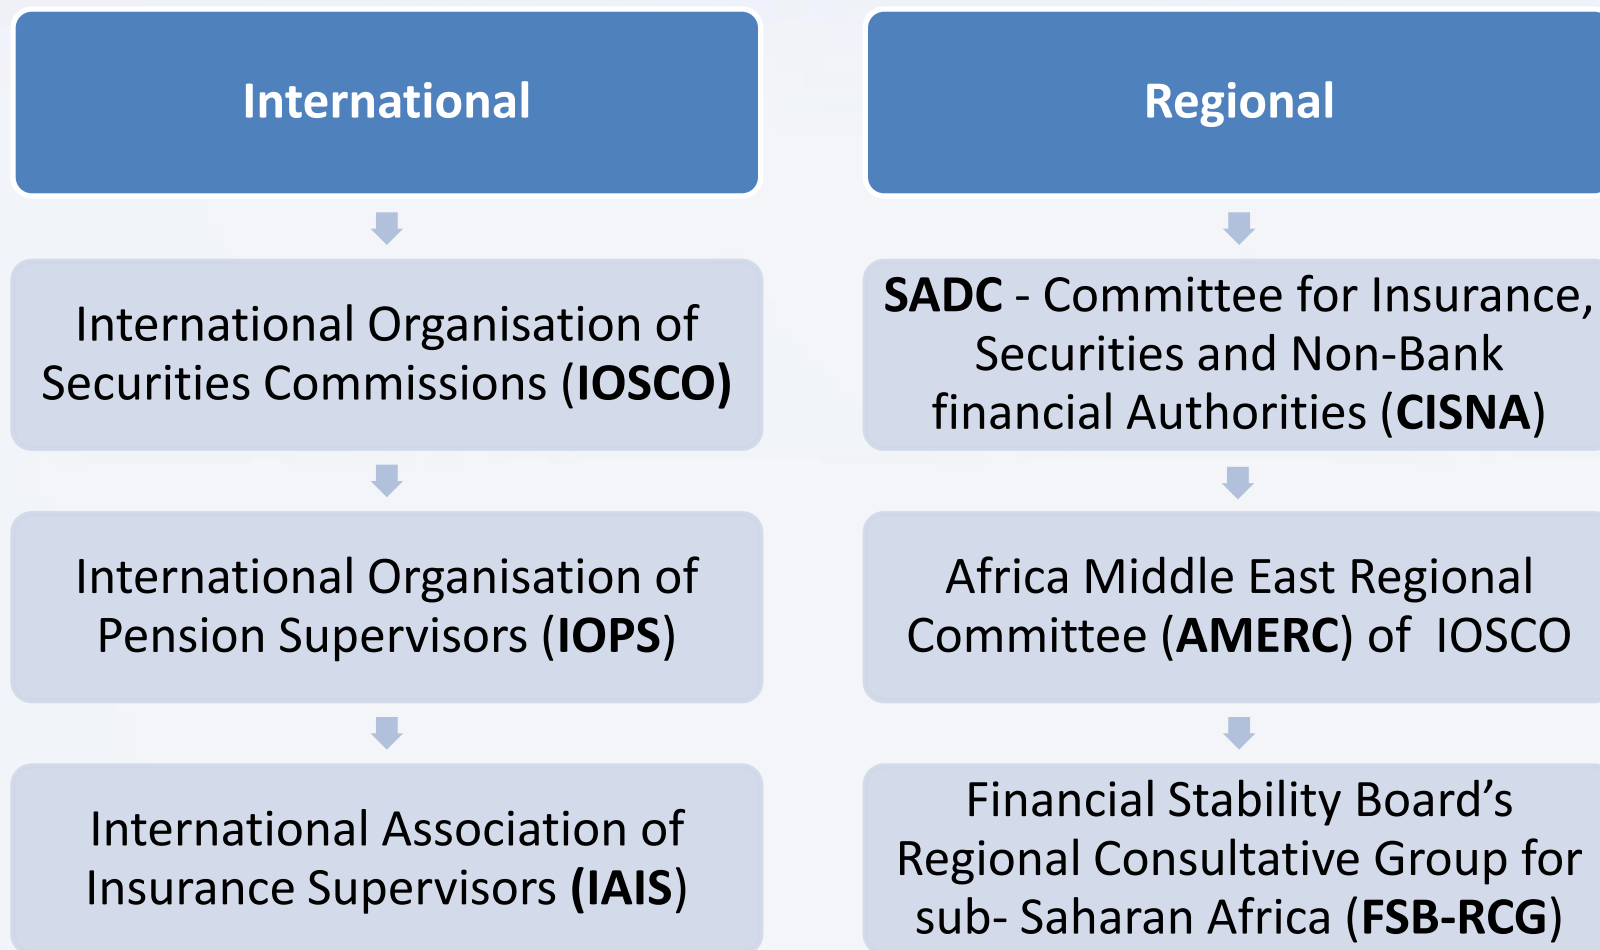 International
International Organisation of
Securities Commissions (IOSCO)
International Organisation of
Pension Supervisors (IOPS)
International Association of
Insurance Supervisors (IAIS)
Regional
SADC - Committee for Insurance,
Securities and Non-Bank
financial Authorities (CISNA)
Africa Middle East Regional
Committee (AMERC) of  IOSCO
Financial Stability Board’s
Regional Consultative Group for
sub- Saharan Africa (FSB-RCG)